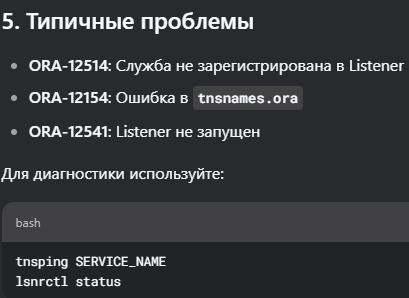 5. Типичные проблемы
• ORA-12514: Служба не зарегистрирована в Listener
• ORA-12154: Ошибка в tnsnames.ora
• ORA-12541: Listener не запущен
Для диагностики используйте:
bash
tnsping SERVICE_NAME
lsnrctl status